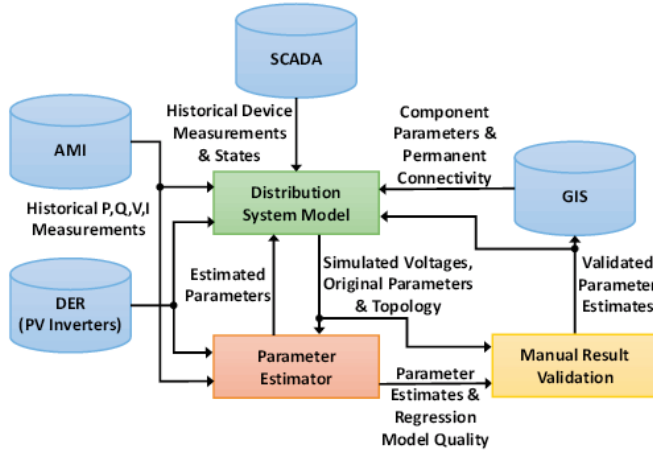 SCADA
Historical Device
Measurements
& States
Component
Parameters &
Permanent
Connectivity
AMI
Distribution
System Model
GIS
Historical P,Q,V,I
Measurements
DER
(PV Inverters)
Estimated
Parameters
Simulated Voltages,
Original Parameters
& Topology
Validated
Parameter
Estimates
Parameter
Estimator
Parameter
Estimates &
Regression
Model Quality
Manual Result
Validation